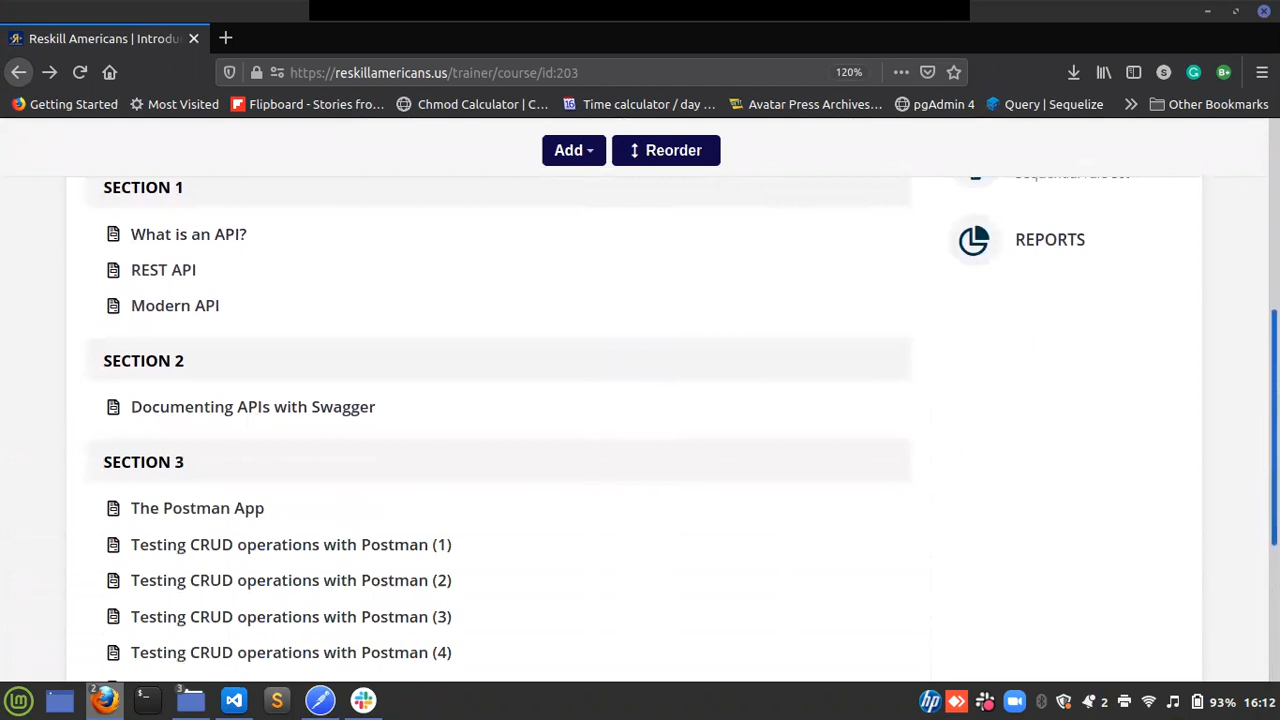 Reskill Americans | Introdu
https://reskillamericans.us/trainer/course/id:203
120%
Getting Started
Most Visited
Flipboard - Stories fro...
Chmod Calculator | C...
Time calculator / day ...
Avatar Press Archives...
pgAdmin 4
Query | Sequelize
Other Bookmarks
Add
Reorder
SECTION 1
What is an API?
REST API
Modern API
SECTION 2
Documenting APIs with Swagger
SECTION 3
The Postman App
Testing CRUD operations with Postman (1)
Testing CRUD operations with Postman (2)
Testing CRUD operations with Postman (3)
Testing CRUD operations with Postman (4)
REPORTS
2
3
2
93%
16:12